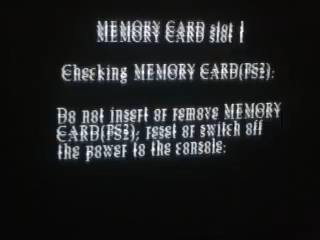 MEMORY CARD slot 1
Checking MEMORY CARD(PS2).
Do not insert or remove MEMORY
CARD(PS2), reset or switch off
the power to the console.